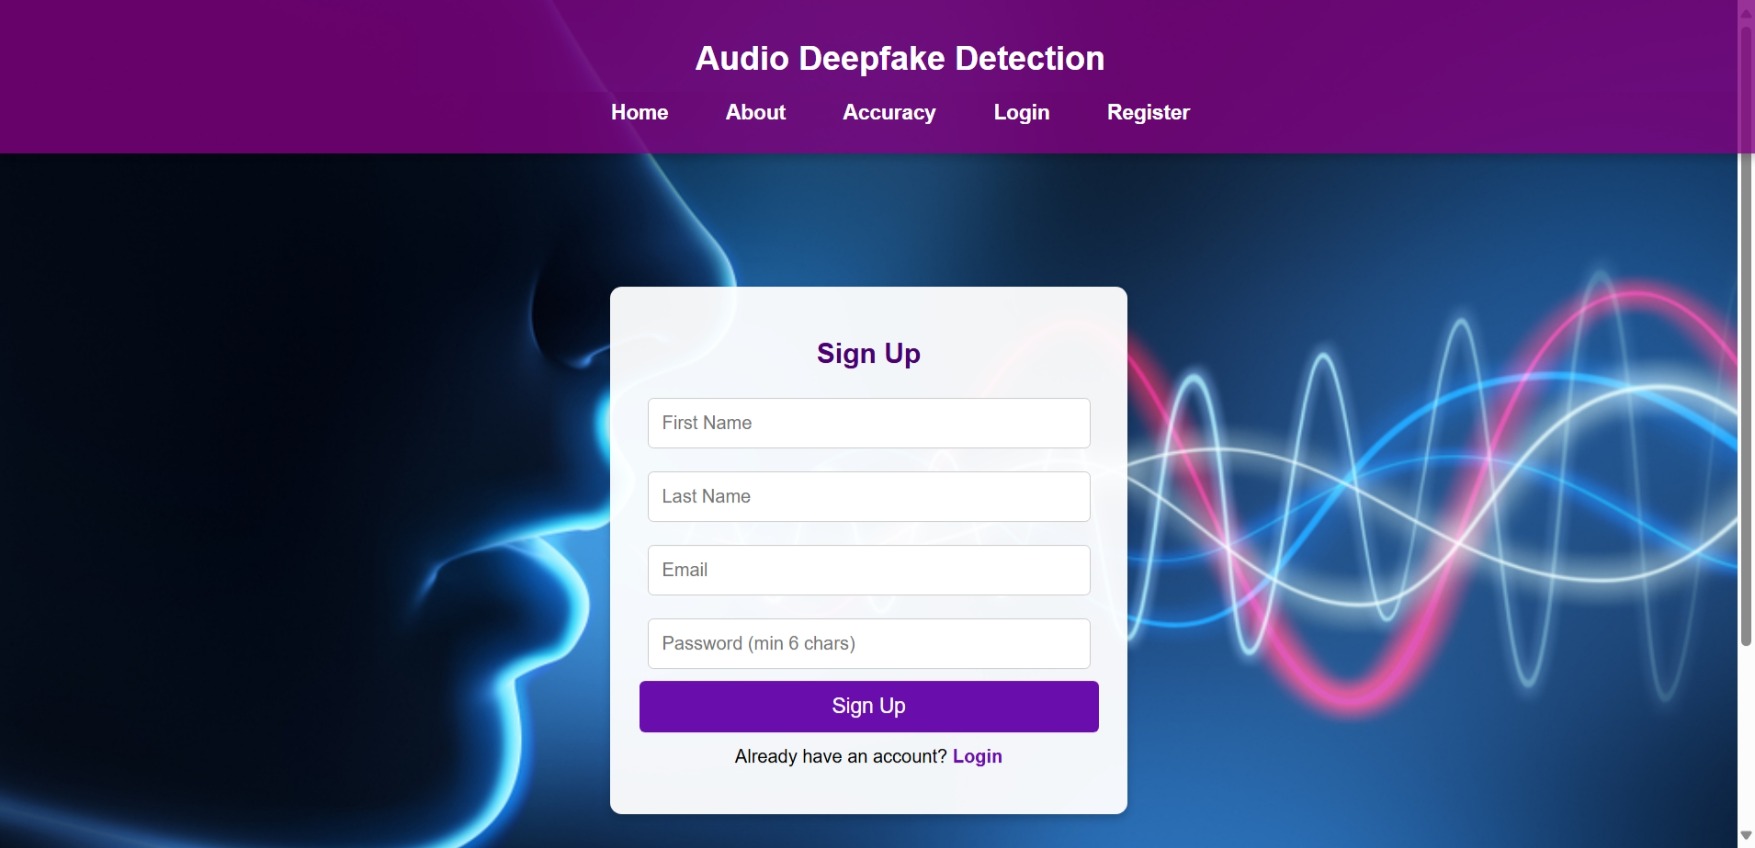 Audio Deepfake Detection
Home About Accuracy Login Register
Sign Up
First Name
Last Name
Email
Password (min 6 chars)
Sign Up
Already have an account? Login